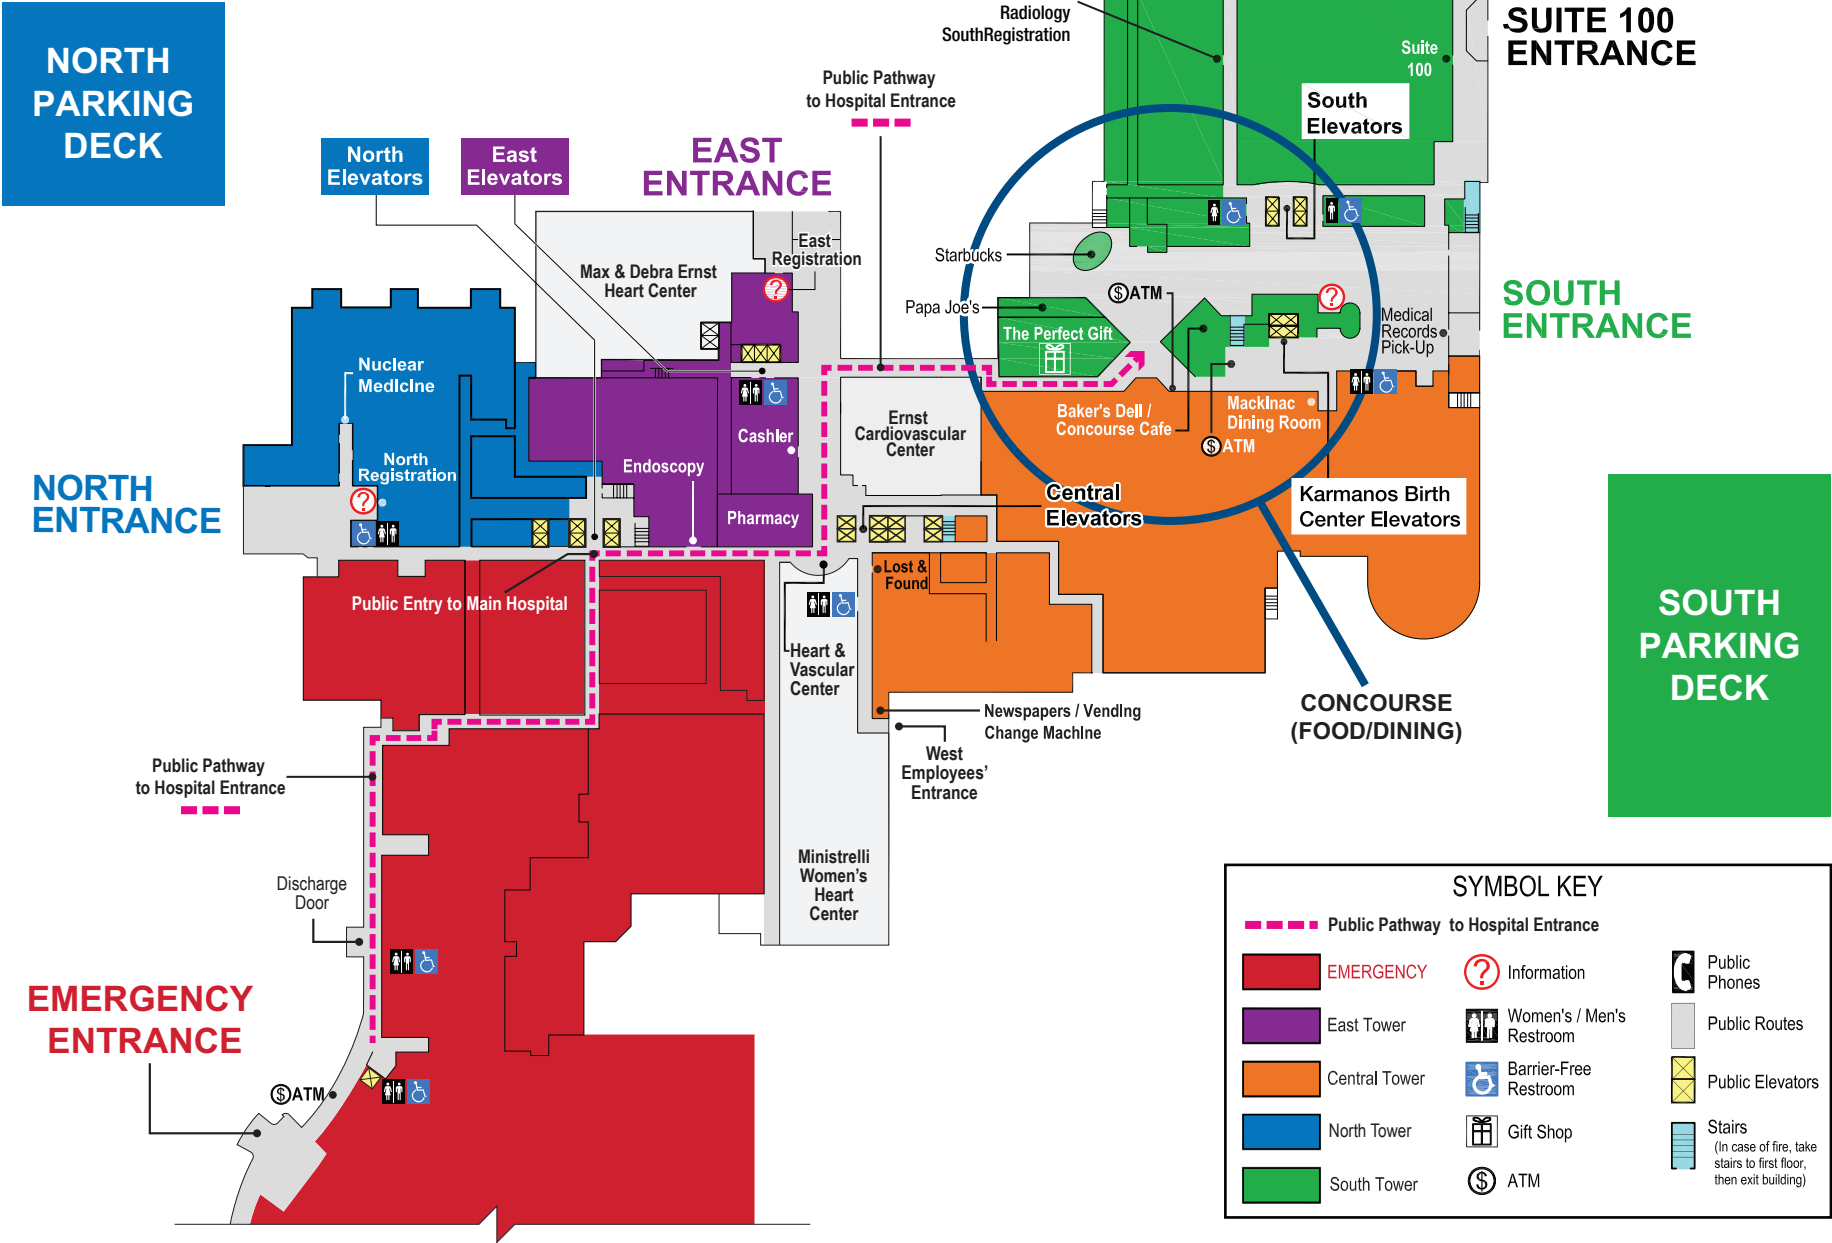 NORTH
PARKING
DECK
Radiology
SouthRegistration
SUITE 100
ENTRANCE
Suite
100
Public Pathway
to Hospital Entrance
South
Elevators
North
Elevators
East
Elevators
EAST
ENTRANCE
East
Registration
Max & Debra Ernst
Heart Center
Starbucks
$ ATM
Papa Joe's
The Perfect Gift
?
?
Medical
Records
Pick-Up
SOUTH
ENTRANCE
Nuclear
MedIcIne
CashIer
Ernst
Cardiovascular
Center
Baker's DelI /
Concourse Cafe
MackInac
Dining Room
$ ATM
North
Registration
?
Endoscopy
Pharmacy
Central
Elevators
Karmanos Birth
Center Elevators
NORTH
ENTRANCE
Public Entry to Main Hospital
Lost &
Found
Heart &
Vascular
Center
Newspapers / VendIng
Change MachIne
West
Employees’
Entrance
CONCOURSE
(FOOD/DINING)
SOUTH
PARKING
DECK
Public Pathway
to Hospital Entrance
Discharge
Door
Ministrelli
Women’s
Heart
Center
EMERGENCY
ENTRANCE
$ ATM
SYMBOL KEY
Public Pathway to Hospital Entrance
EMERGENCY
East Tower
Central Tower
North Tower
South Tower
? Information
Women's / Men's
Restroom
Barrier-Free
Restroom
Gift Shop
$ ATM
Public
Phones
Public Routes
Public Elevators
Stairs
(In case of fire, take
stairs to first floor,
then exit building)